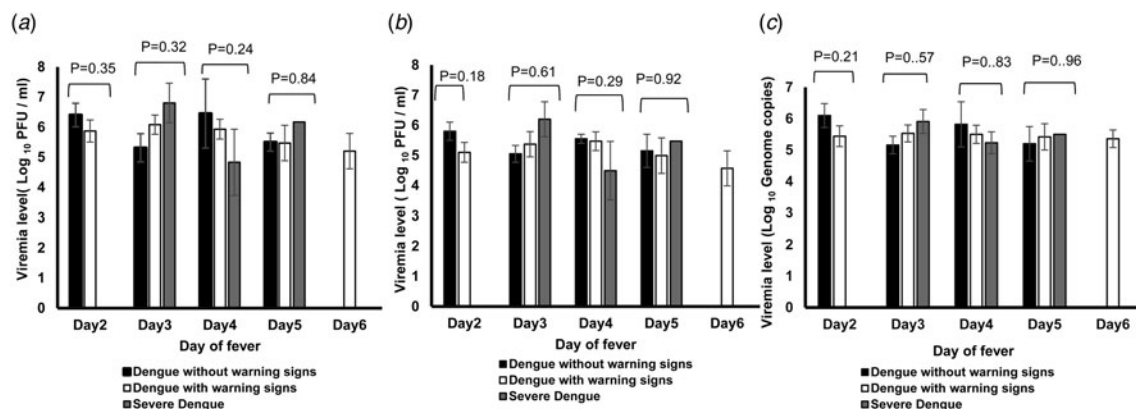 (a)
P=0.35
P=0.32
P=0.24
P=0.84
Viremia level( Log 10 PFU / ml)
8
7
6
5
4
3
2
1
0
Day2 Day3 Day4 Day5 Day6
Day of fever
Dengue without warning signs
Dengue with warning signs
Severe Dengue
(b)
P=0.18
P=0.61
P=0.29
P=0.92
Viremia level ( Log 10 PFU / ml)
8
7
6
5
4
3
2
1
0
Day2 Day3 Day4 Day5 Day6
Day of fever
Dengue without warning signs
Dengue with warning signs
Severe Dengue
(c)
P=0.21
P=0..57
P=0..83
P=0..96
Viremia level (Log 10 Genome copies)
7
6
5
4
3
2
1
0
Day2 Day3 Day4 Day5 Day6
Day of fever
Dengue without warning signs
Dengue with warning signs
Severe Dengue